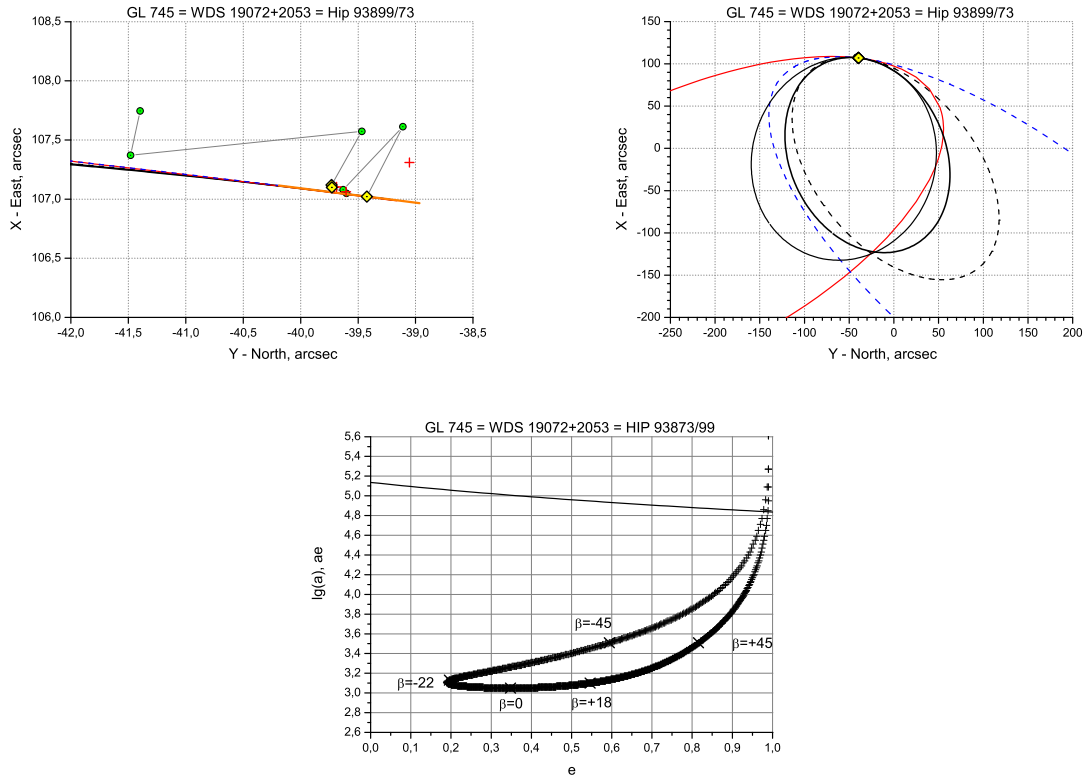 GL 745 = WDS 19072+2053 = Hip 93899/73
108,5
108,0
107,5
107,0
106,5
106,0
X - East, arcsec
-42,0 -41,5 -41,0 -40,5 -40,0 -39,5 -39,0 -38,5
Y - North, arcsec
GL 745 = WDS 19072+2053 = Hip 93899/73
150
100
50
0
-50
-100
-150
-200
X - East, arcsec
-250 -200 -150 -100 -50 0 50 100 150 200
Y - North, arcsec
GL 745 = WDS 19072+2053 = HIP 93873/99
5,6
5,4
5,2
5,0
4,8
4,6
4,4
4,2
4,0
3,8
3,6
3,4
3,2
3,0
2,8
2,6
lg(a), ae
β=-45
β=+45
β=-22
β=0
β=+18
0,0 0,1 0,2 0,3 0,4 0,5 0,6 0,7 0,8 0,9 1,0
e